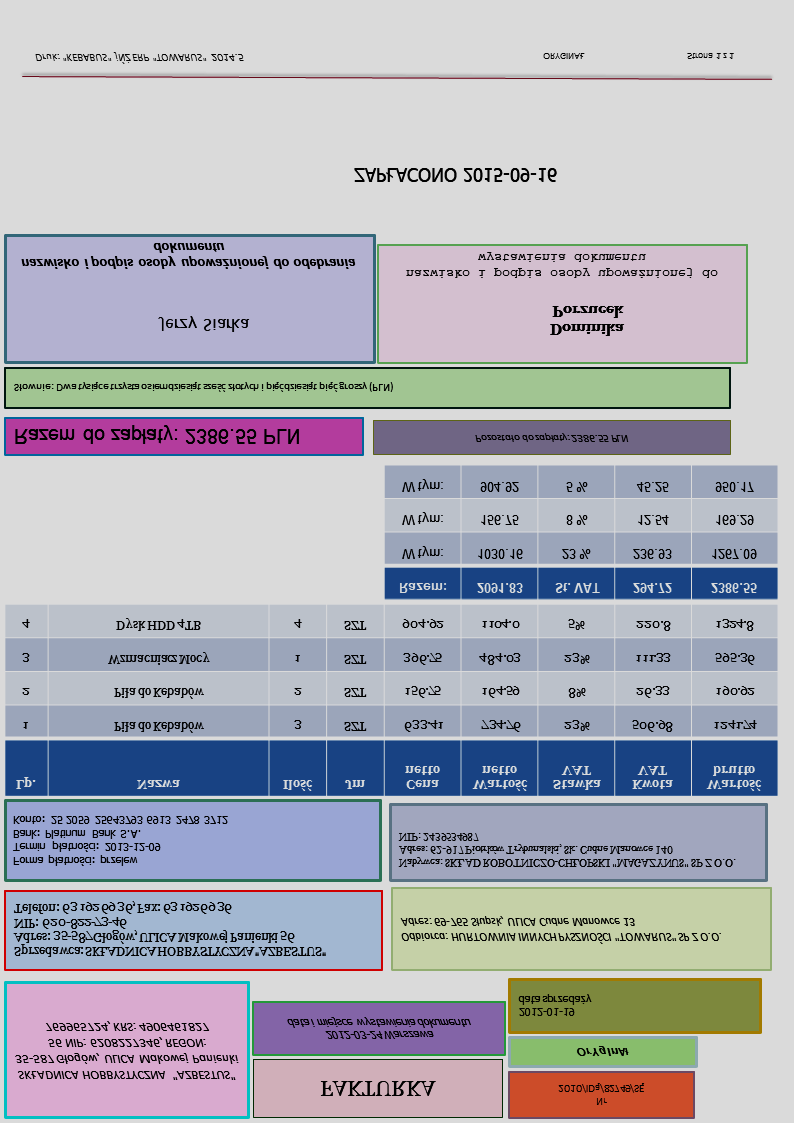 SKŁADNICA HOBBYSTYCZNA "AZBESTUS"
35-587 Głogów, ULICA Makowej Panienki
56 NIP: 6208227346, REGON:
769965724, KRS: 4906461827
FAKTURKA
2012-03-24 Warszawa
data i miejsce wystawienia dokumentu
Nr
2010/IDą/82749/SĘ
OrYgInAł
2012-01-19
data sprzedaży
Sprzedawca: SKŁADNICA HOBBYSTYCZNA "AZBESTUS"
Adres: 35-587 Głogów, ULICA Makowej Panienki 56
NIP: 620-822-73-46
Telefon: 63 192 69 36, Fax: 63 192 69 36
Odbiorca: HURTOWNIA INNYCH PYSZNOŚCI "TOWARUS" SP Z O.O.
Adres: 69-765 Słupsk, ULICA Cudne Manowce 13
Forma płatności: przelew
Termin płatności: 2013-12-09
Bank: Platinum Bank S.A.
Konto: 25 2059 25643793 6913 2478 3712
Nabywca: SKŁAD ROBOTNICZO-CHŁOPSKI "MAGAZYNUS" SP Z O.O.
Adres: 62-917 Piotrków Trybunalski, Sk. Cudne Manowce 140
NIP: 2439534987
Lp. Nazwa Ilość Jm Cena netto Wartość netto Stawka VAT Kwota VAT Wartość brutto
1 Piła do Kebabów 3 SZT 633.41 734.76 23% 506.98 1241.74
2 Piła do Kebabów 2 SZT 156.75 164.59 8% 26.33 190.92
3 Wzmacniacz Mocy 1 SZT 396.75 484.03 23% 111.33 595.36
4 Dysk HDD 4TB 4 SZT 904.92 1104.0 5% 220.8 1324.8
Razem: 2091.83 St. VAT 294.72 2386.55
W tym: 1030.16 23 % 236.93 1267.09
W tym: 156.75 8 % 12.54 169.29
W tym: 904.92 5 % 45.25 950.17
Razem do zapłaty: 2386.55 PLN
Pozostało do zapłaty: 2386.55 PLN
Słownie: Dwa tysiące trzysta osiemdziesiąt sześć złotych i pięćdziesiąt pięć groszy (PLN)
Jerzy Siarka
nazwisko i podpis osoby upoważnionej do odebrania
dokumentu
Dominika
Porzucek
nazwisko i podpis osoby upoważnionej do
wystawienia dokumentu
ZAPŁACONO 2015-09-16
Druk: "KEBABUS" jNŻ ERP "TOWARUS" 2014.5
ORYGINAŁ
Strona 1 z 1